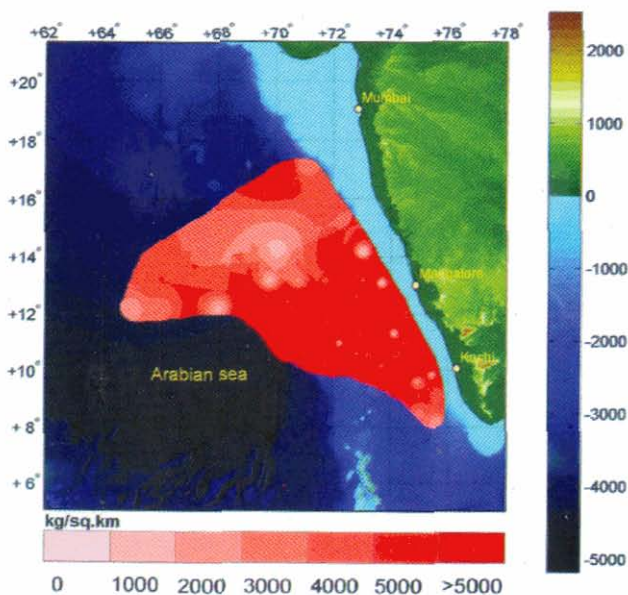 +62 +64° +66° +68° +70° +72° +74° +76° +78
+20°
+18°
+16°
+14°
+12°
+10°
+8°
+6°
Mumbai
Mangalore
Kochi
Arabian sea
2000
1000
0
-1000
-2000
-3000
-4000
-5000
kg/sq.km
0 1000 2000 3000 4000 5000 >5000